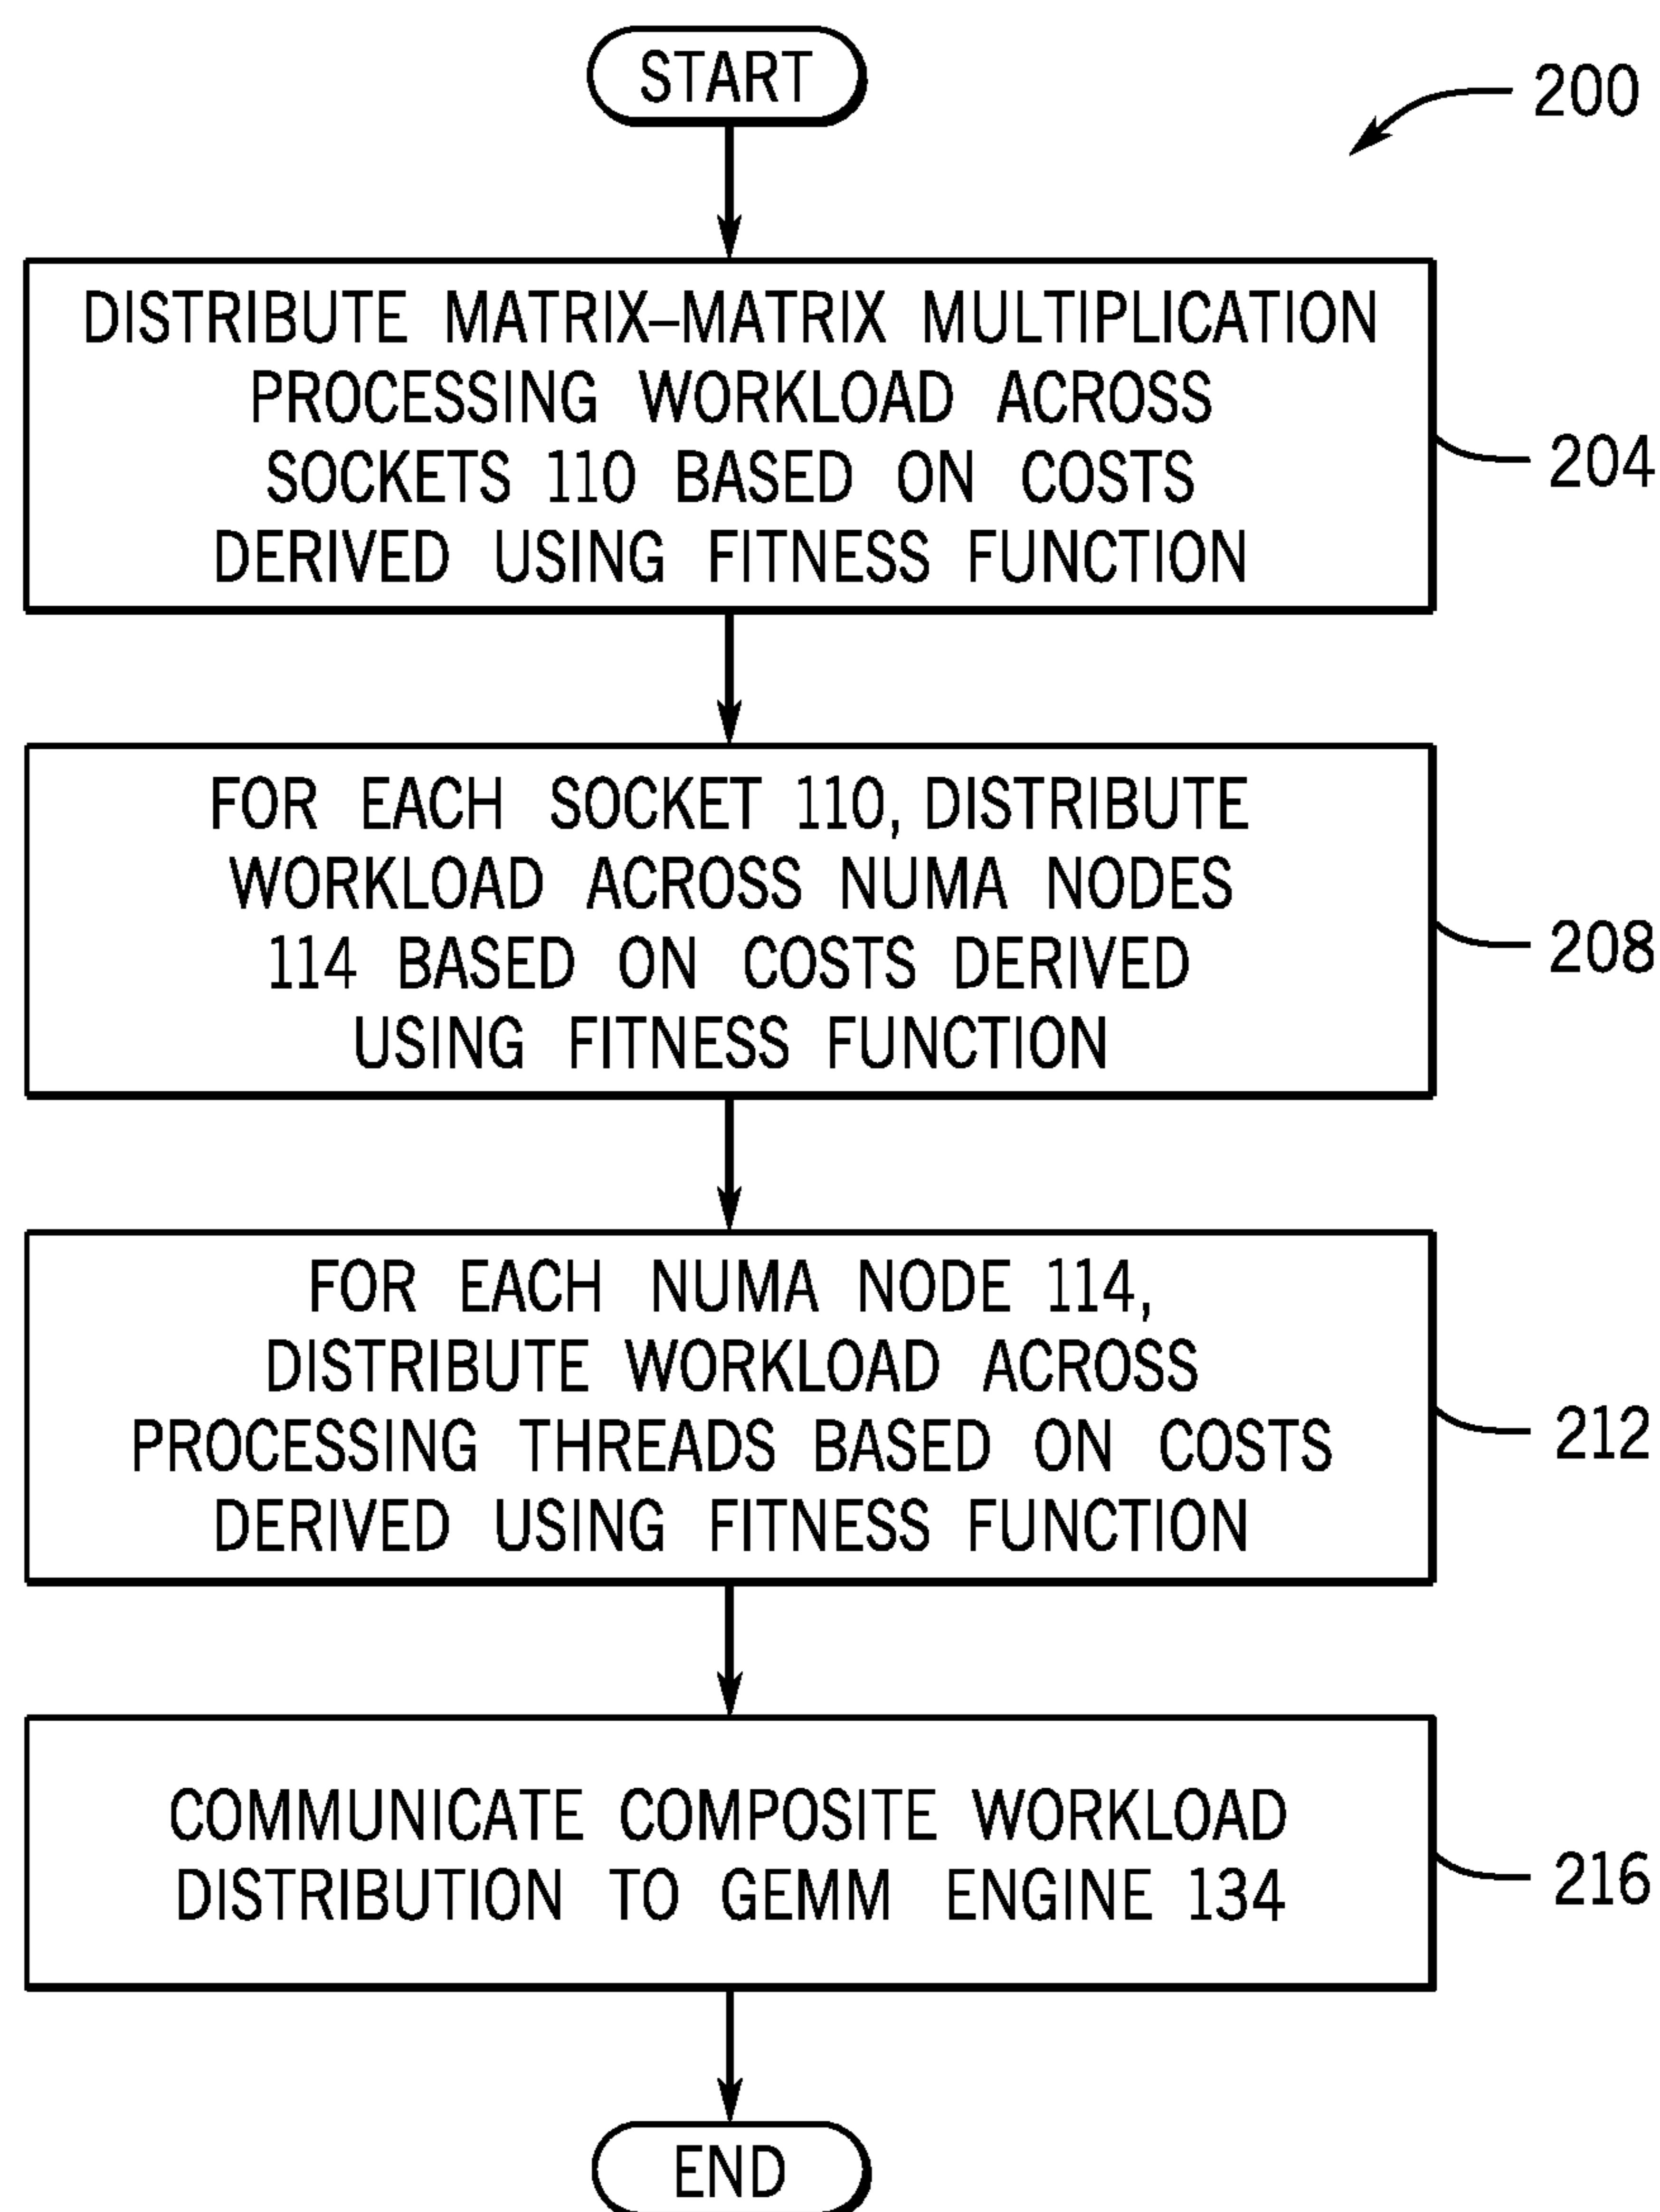 START
200
DISTRIBUTE MATRIX–MATRIX MULTIPLICATION
PROCESSING WORKLOAD ACROSS
SOCKETS 110 BASED ON COSTS
DERIVED USING FITNESS FUNCTION
204
FOR EACH SOCKET 110, DISTRIBUTE
WORKLOAD ACROSS NUMA NODES
114 BASED ON COSTS DERIVED
USING FITNESS FUNCTION
208
FOR EACH NUMA NODE 114,
DISTRIBUTE WORKLOAD ACROSS
PROCESSING THREADS BASED ON COSTS
DERIVED USING FITNESS FUNCTION
212
COMMUNICATE COMPOSITE WORKLOAD
DISTRIBUTION TO GEMM ENGINE 134
216
END